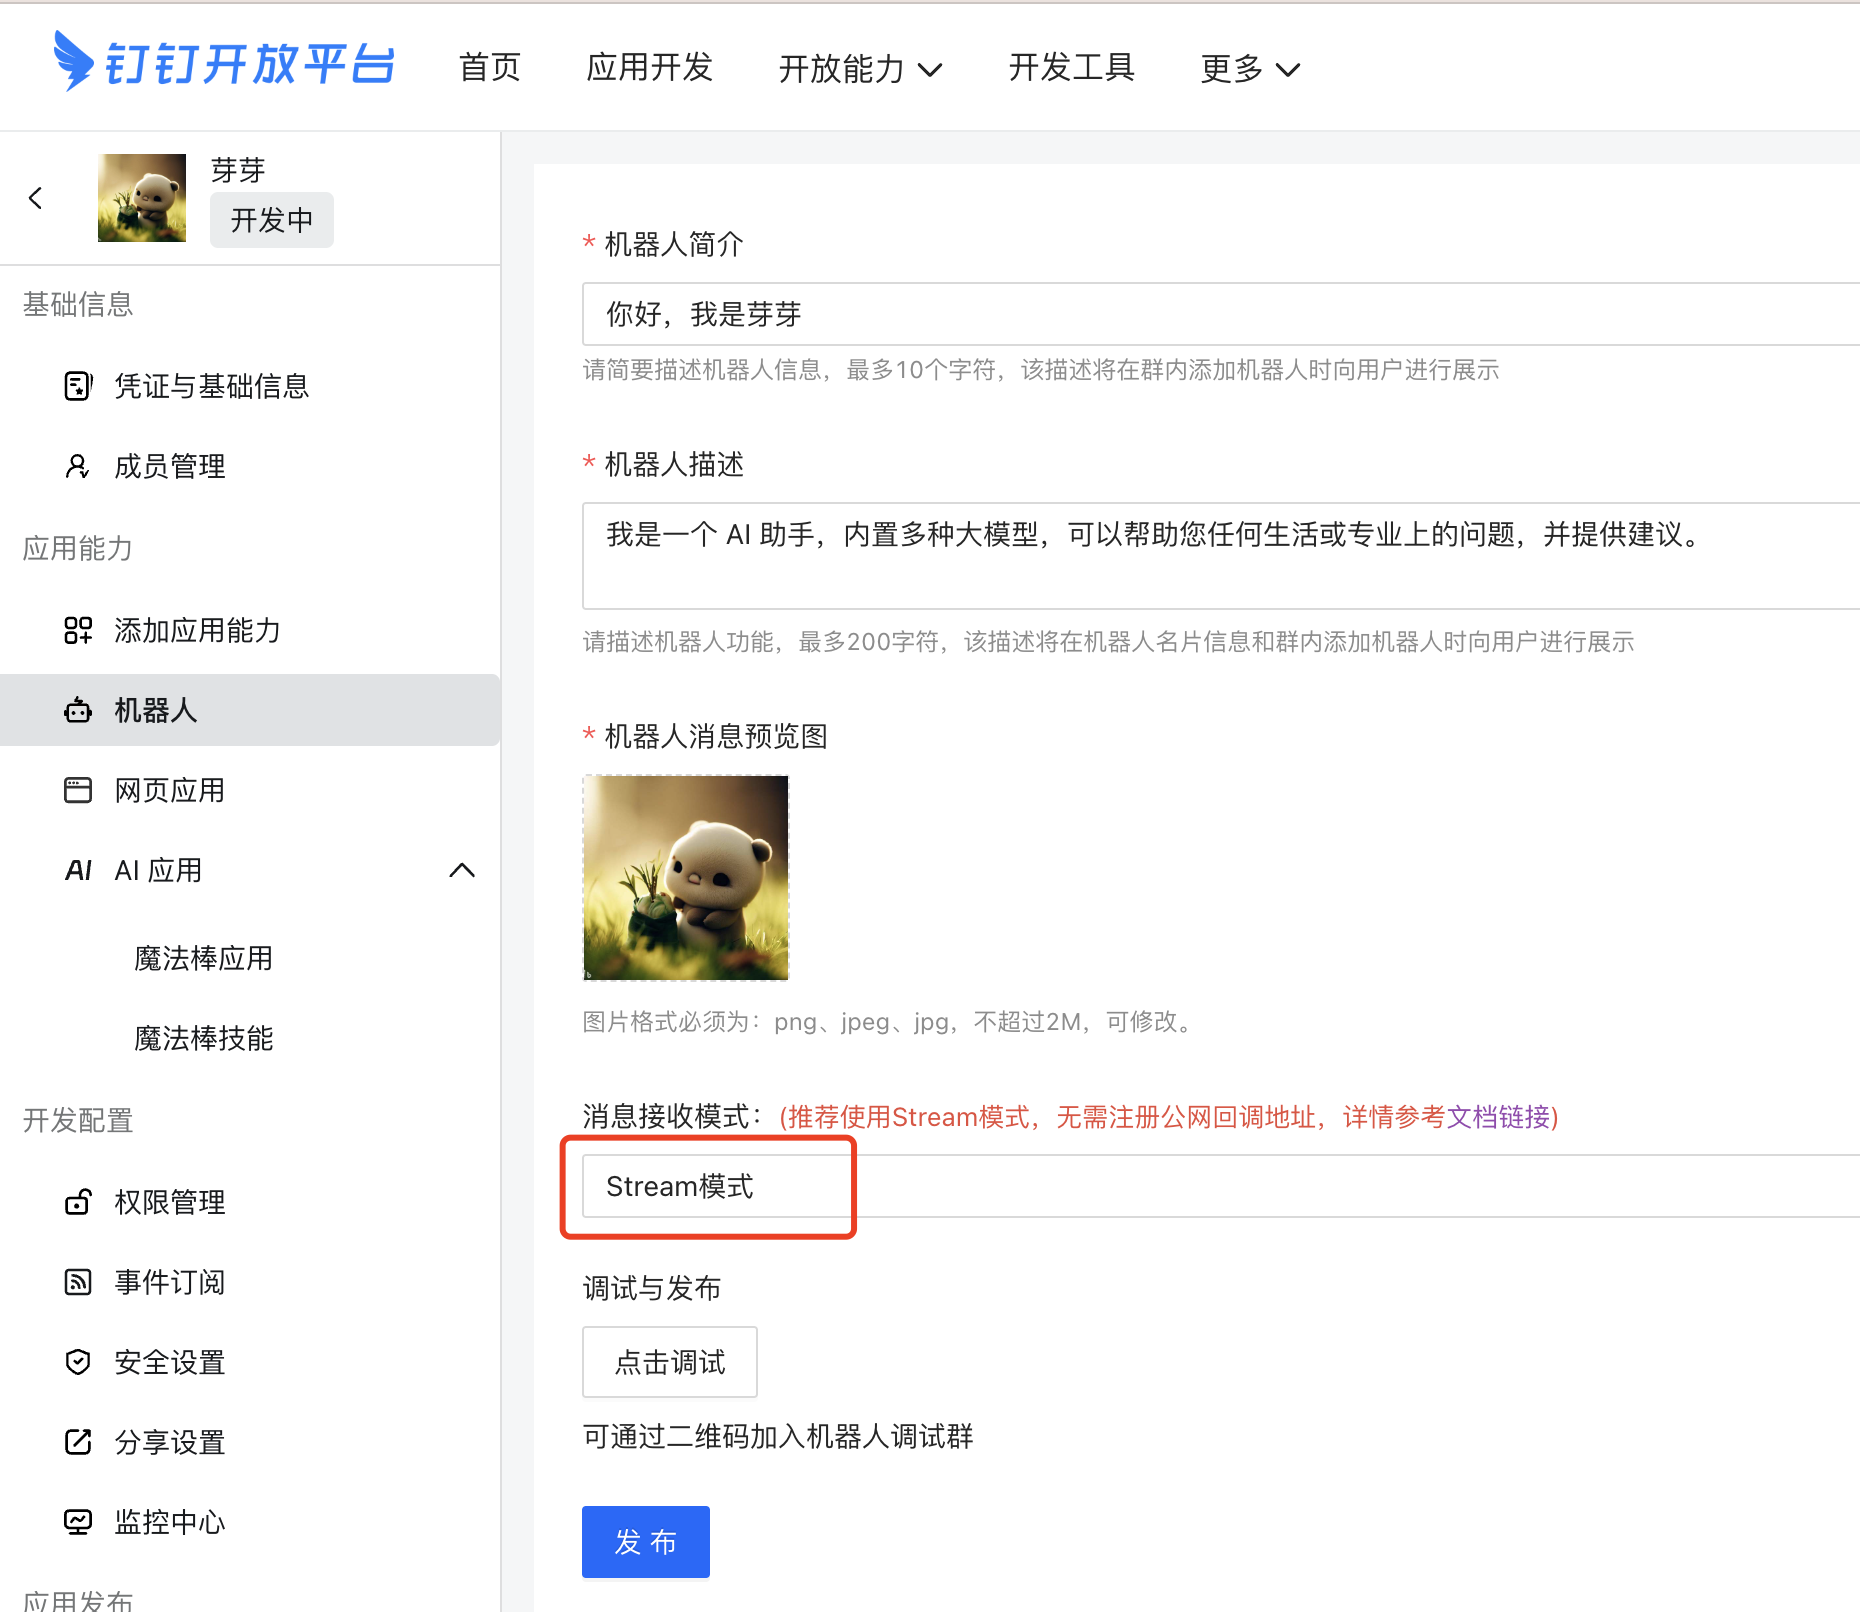 钉钉开放平台
首页 应用开发 开放能力 开发工具 更多
芽芽
开发中
基础信息
凭证与基础信息
成员管理
应用能力
添加应用能力
机器人
网页应用
AI AI 应用
魔法棒应用
魔法棒技能
开发配置
权限管理
事件订阅
安全设置
分享设置
监控中心
应用发布
* 机器人简介
你好，我是芽芽
请简要描述机器人信息，最多10个字符，该描述将在群内添加机器人时向用户进行展示
* 机器人描述
我是一个 AI 助手，内置多种大模型，可以帮助您任何生活或专业上的问题，并提供建议。
请描述机器人功能，最多200字符，该描述将在机器人名片信息和群内添加机器人时向用户进行展示
* 机器人消息预览图
图片格式必须为：png、jpeg、jpg，不超过2M，可修改。
消息接收模式：(推荐使用Stream模式，无需注册公网回调地址，详情参考文档链接)
Stream模式
调试与发布
点击调试
可通过二维码加入机器人调试群
发 布